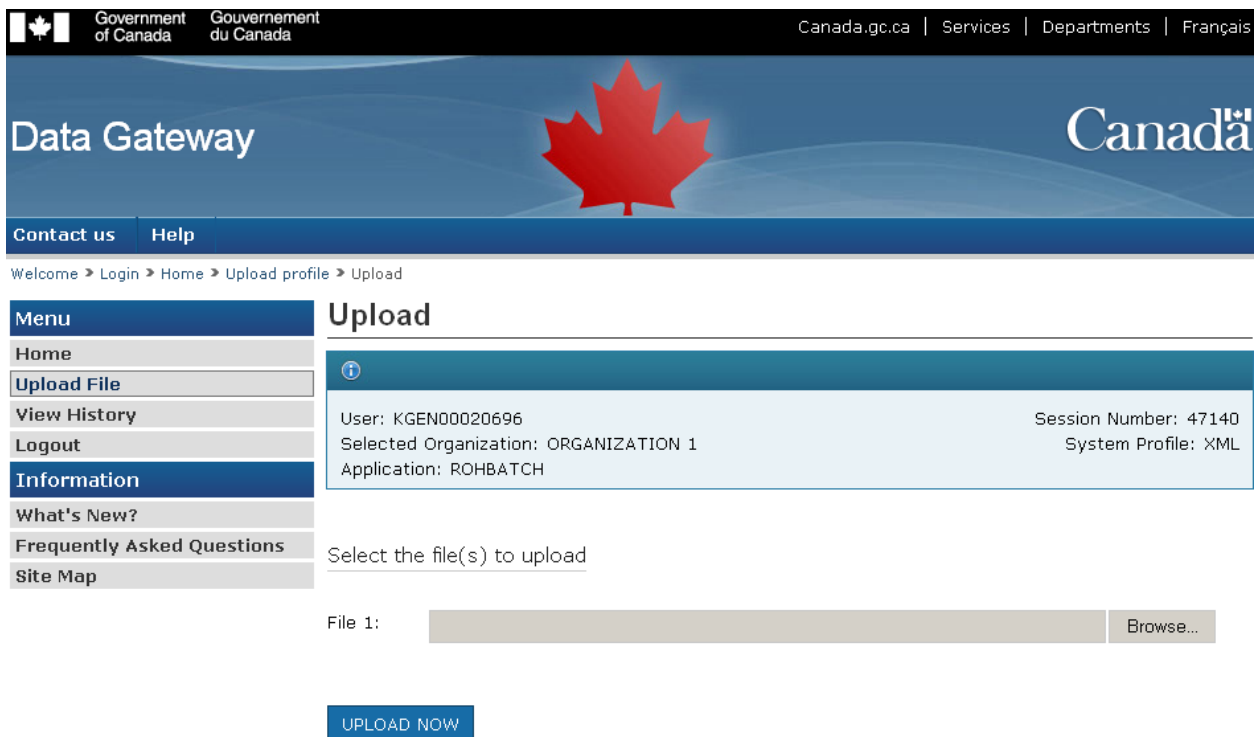 Government of Canada
Gouvernement du Canada
Canada.gc.ca | Services | Departments | Français
Data Gateway
Canada
Contact us Help
Welcome > Login > Home > Upload profile > Upload
Menu
Home
Upload File
View History
Logout
Information
What's New?
Frequently Asked Questions
Site Map
Upload
User: KGEN00020696
Selected Organization: ORGANIZATION 1
Application: ROHBATCH
Session Number: 47140
System Profile: XML
Select the file(s) to upload
File 1:
Browse...
UPLOAD NOW